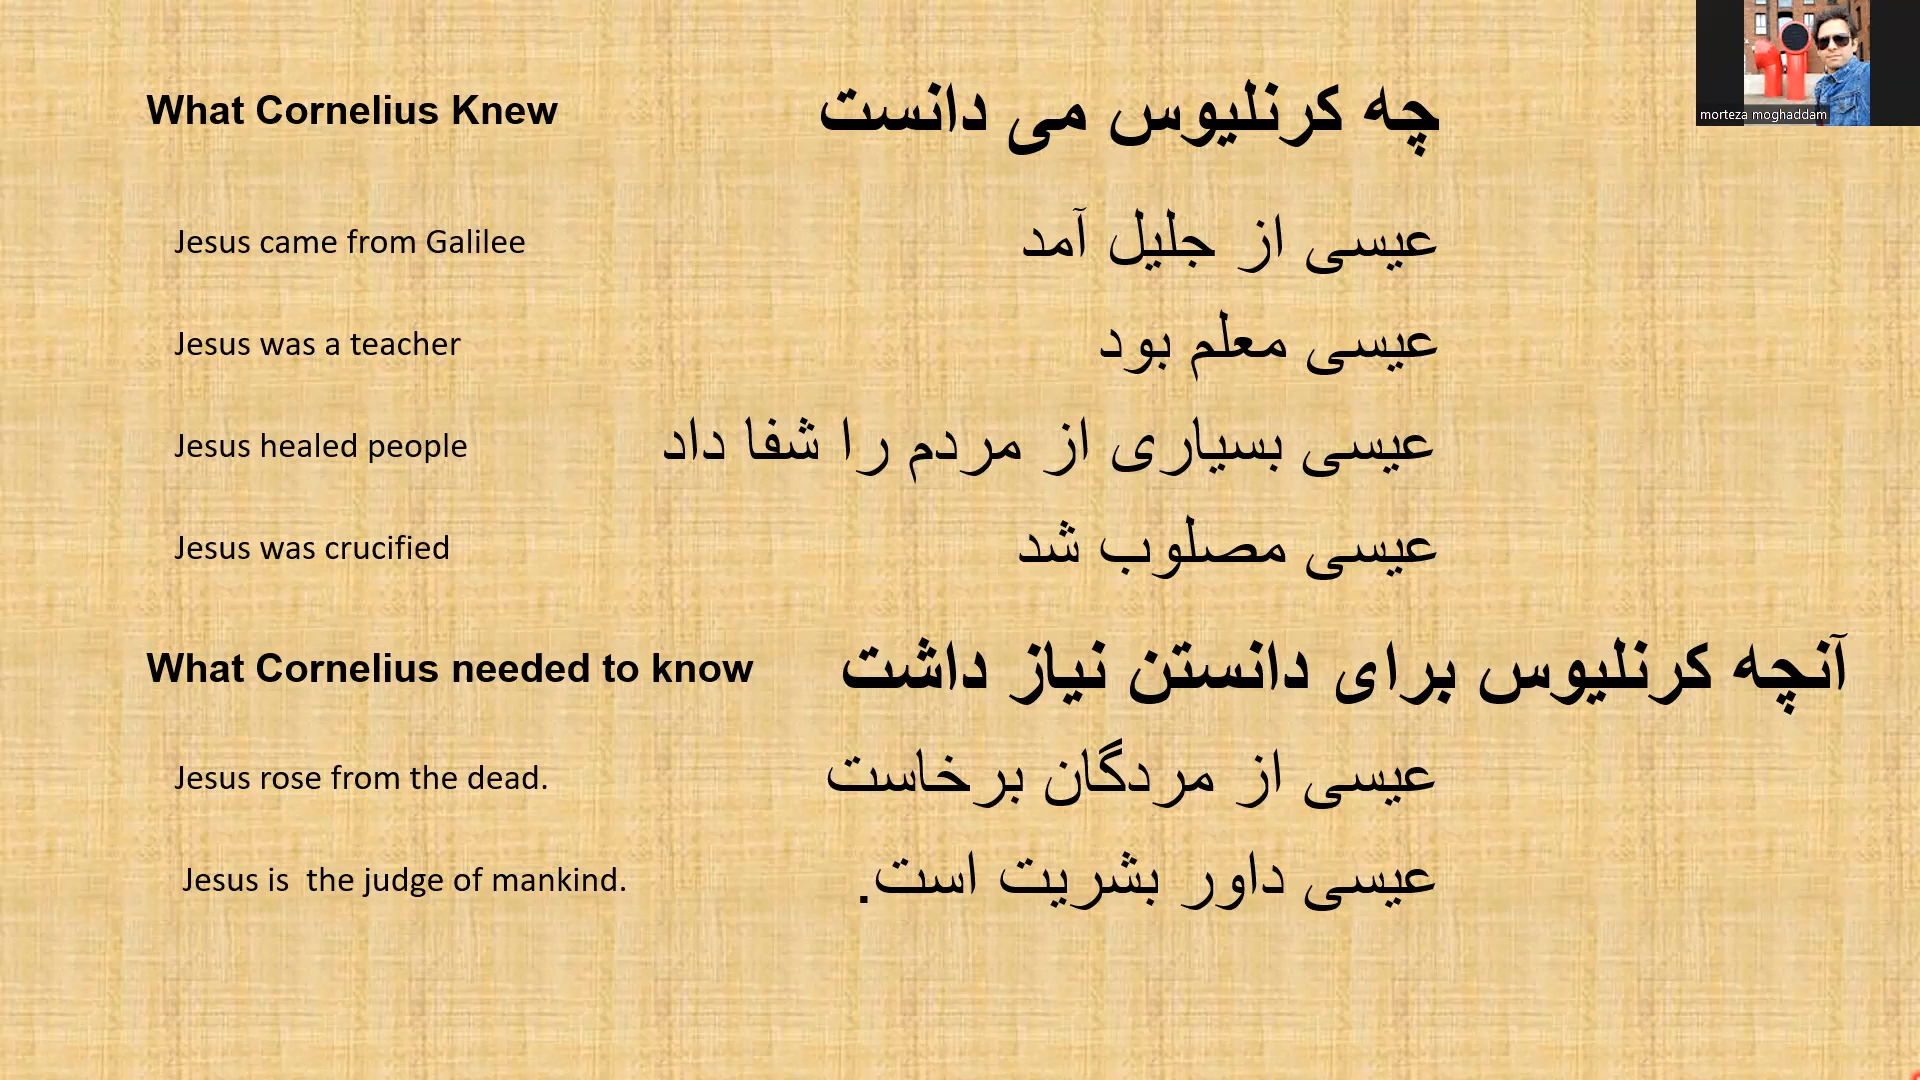 What Cornelius Knew
چه کرنلیوس می دانست
morteza moghaddam
Jesus came from Galilee
عیسی از جلیل آمد
Jesus was a teacher
عیسی معلم بود
Jesus healed people
عیسی بسیاری از مردم را شفا داد
Jesus was crucified
عیسی مصلوب شد
What Cornelius needed to know
آنچه کرنلیوس برای دانستن نیاز داشت
Jesus rose from the dead.
عیسی از مردگان برخاست
Jesus is  the judge of mankind.
عیسی داور بشریت است.